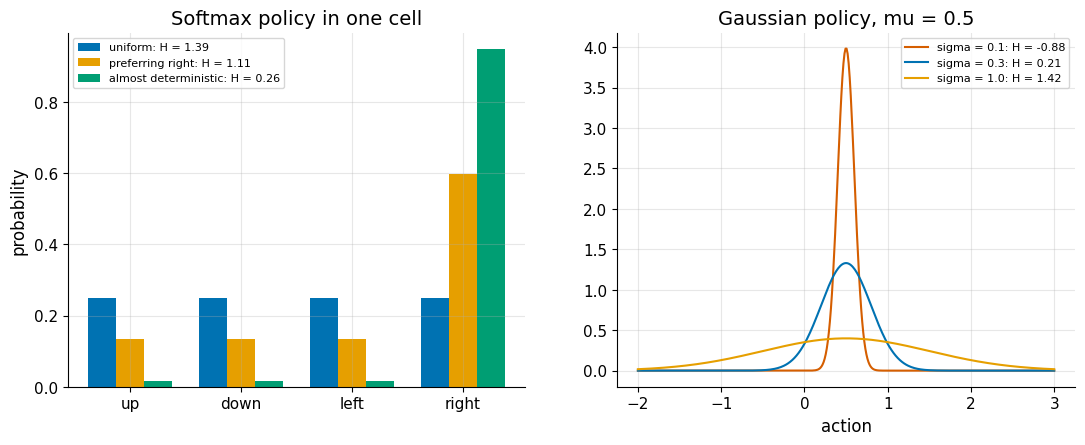 Softmax policy in one cell
uniform: H = 1.39
preferring right: H = 1.11
almost deterministic: H = 0.26
probability
0.8
0.6
0.4
0.2
0.0
up down left right
Gaussian policy, mu = 0.5
sigma = 0.1: H = -0.88
sigma = 0.3: H = 0.21
sigma = 1.0: H = 1.42
4.0
3.5
3.0
2.5
2.0
1.5
1.0
0.5
0.0
−2 −1 0 1 2 3
action